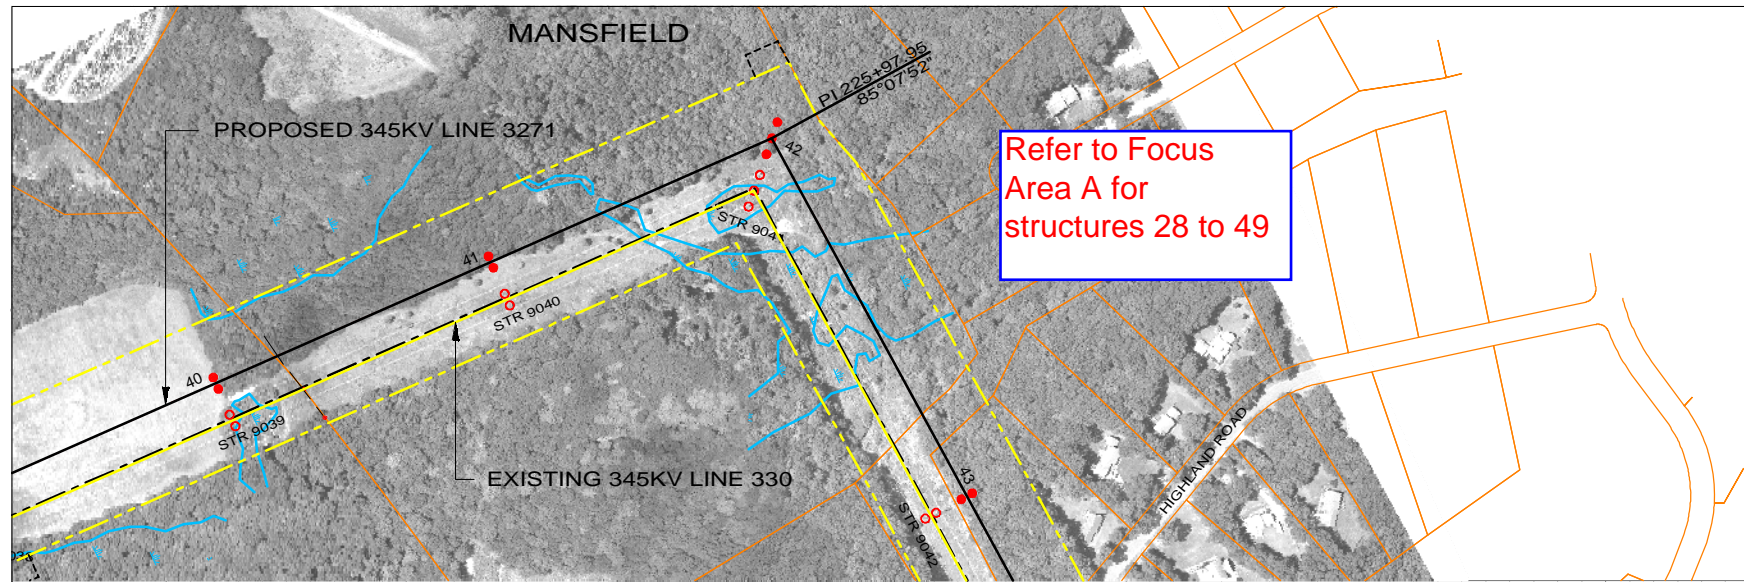 MANSFIELD
PI 225+97.95
85°07'52"
PROPOSED 345KV LINE 3271
42
Refer to Focus
Area A for
structures 28 to 49
41
STR 9041
STR 9040
40
STR 9039
EXISTING 345KV LINE 330
43
HIGHLAND ROAD
STR 9042